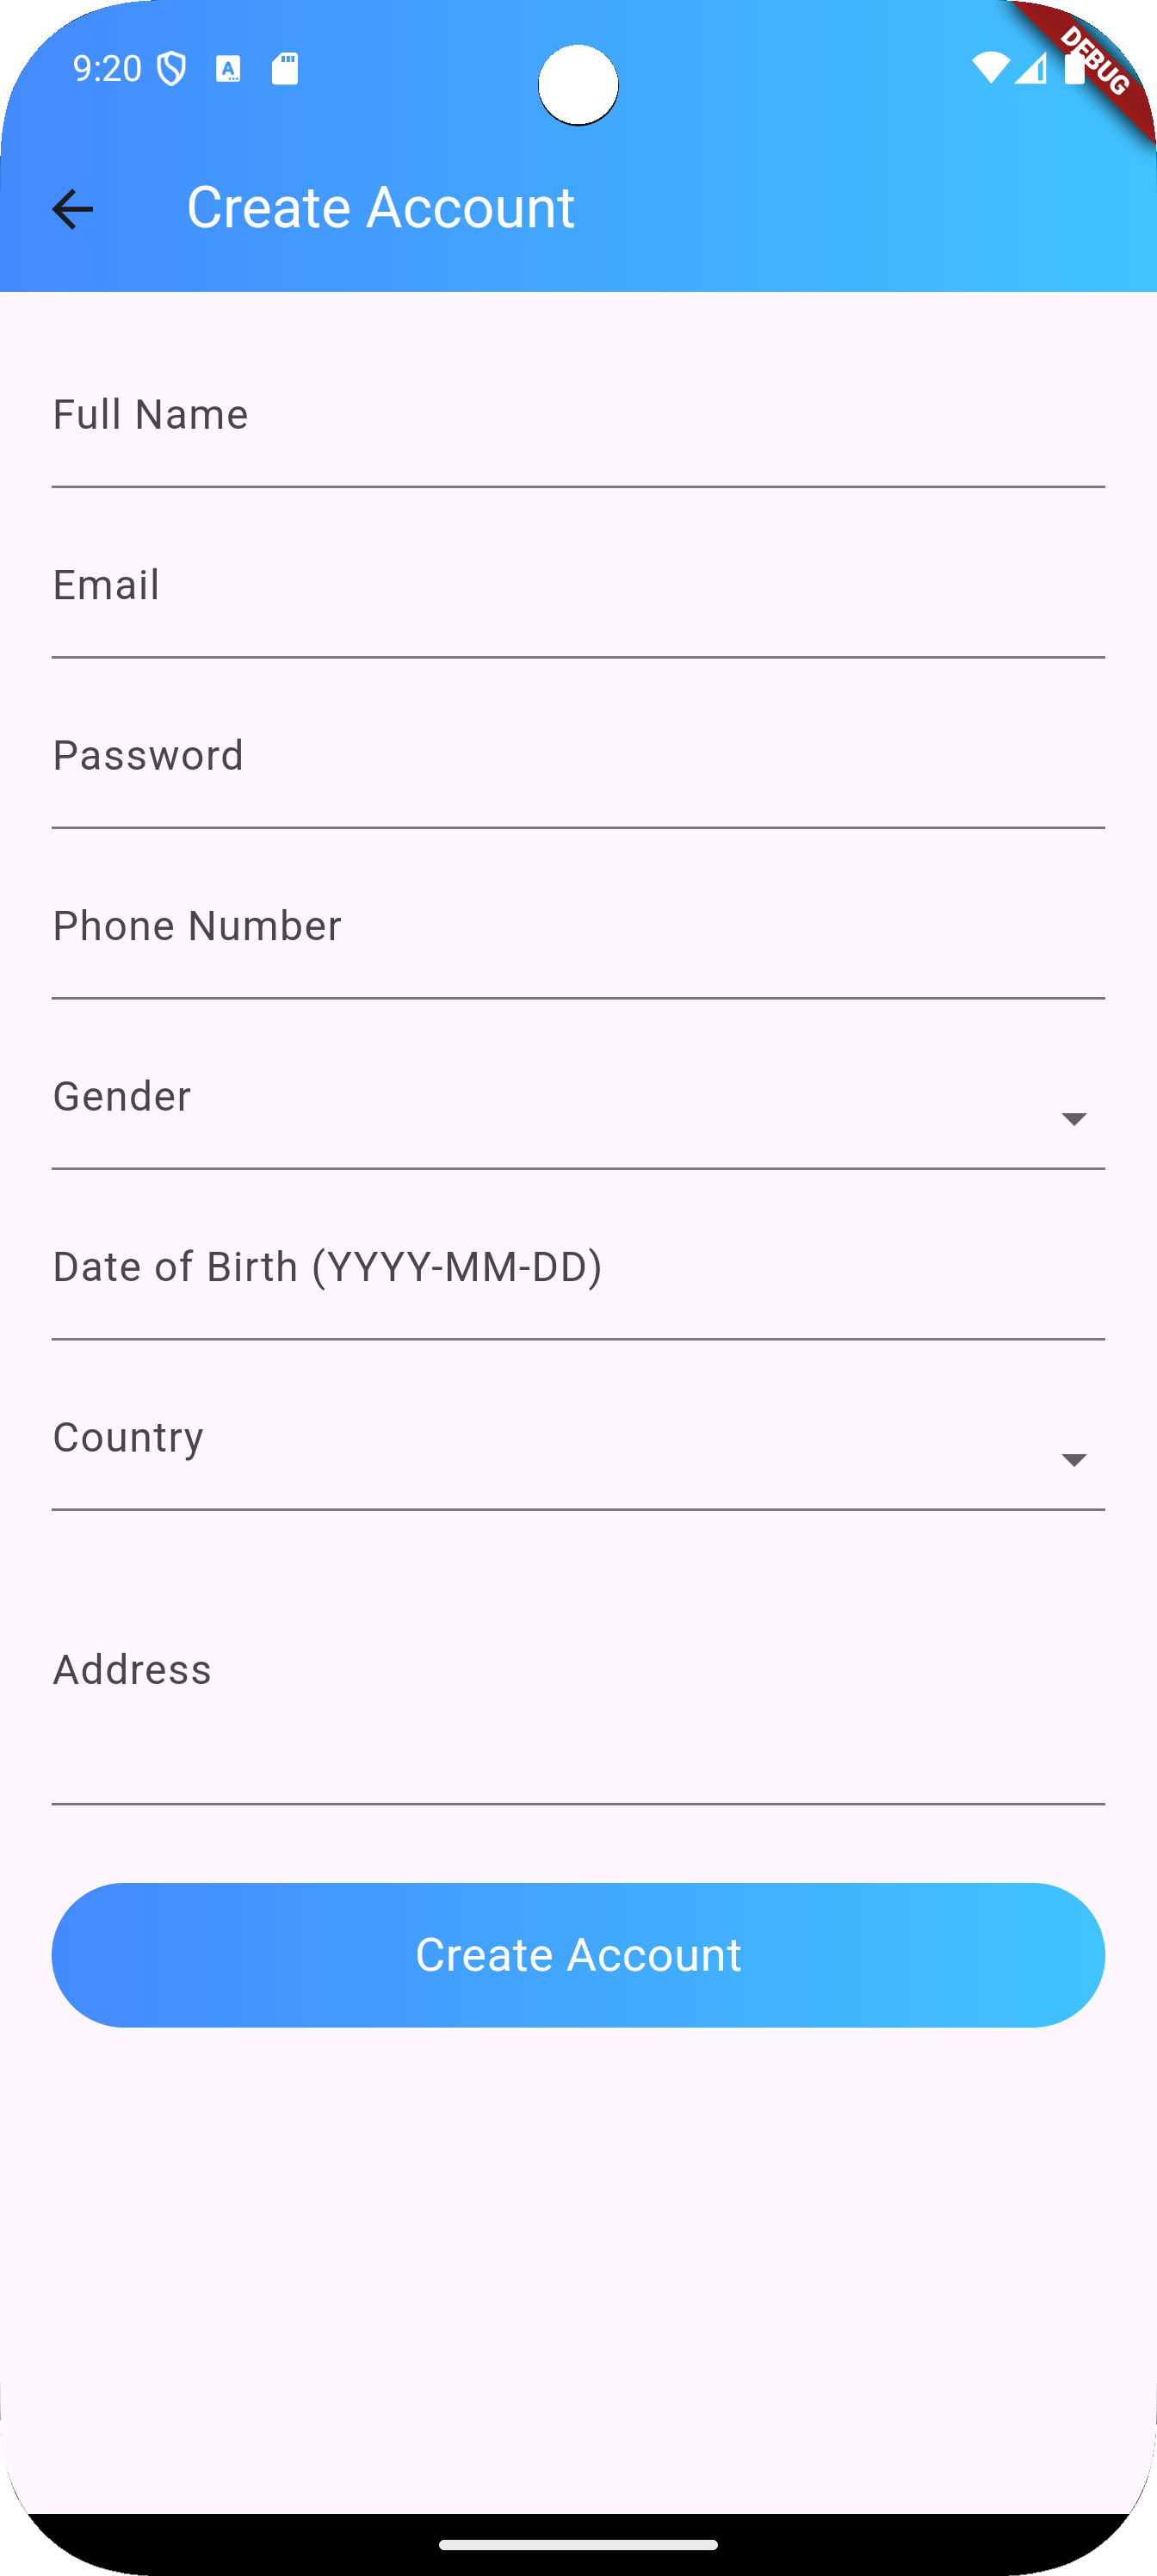 9:20
DEBUG
Create Account
Full Name
Email
Password
Phone Number
Gender
Date of Birth (YYYY-MM-DD)
Country
Address
Create Account